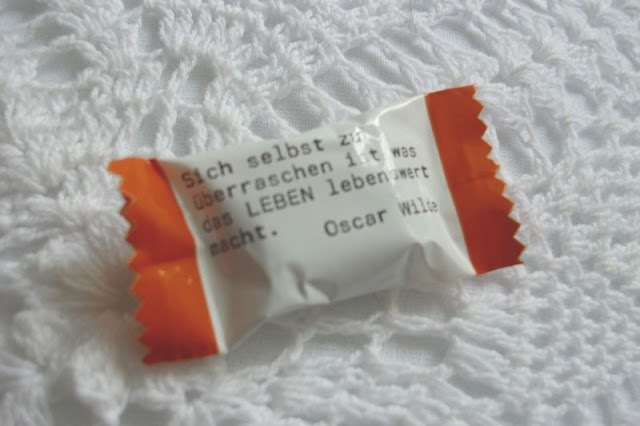 Sich selbst zu
überraschen ist was
das LEBEN lebenswert
macht. Oscar Wilde